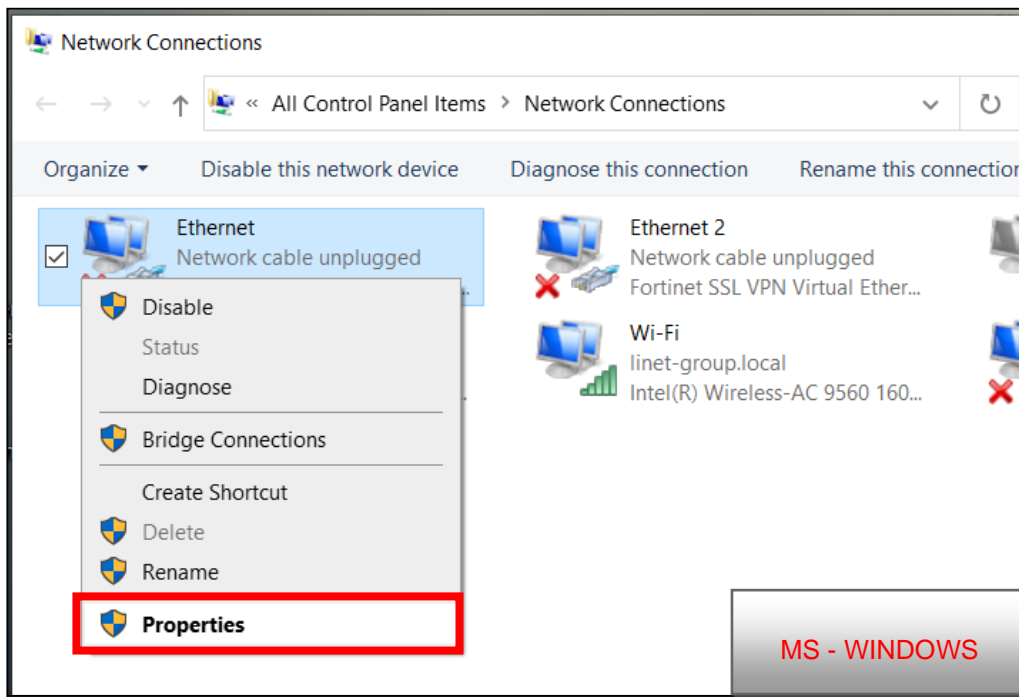 Network Connections
« All Control Panel Items > Network Connections
Organize Disable this network device Diagnose this connection Rename this connection
Ethernet
Network cable unplugged
Ethernet 2
Network cable unplugged
Fortinet SSL VPN Virtual Ether...
Wi-Fi
linet-group.local
Intel(R) Wireless-AC 9560 160...
Disable
Status
Diagnose
Bridge Connections
Create Shortcut
Delete
Rename
Properties
MS - WINDOWS